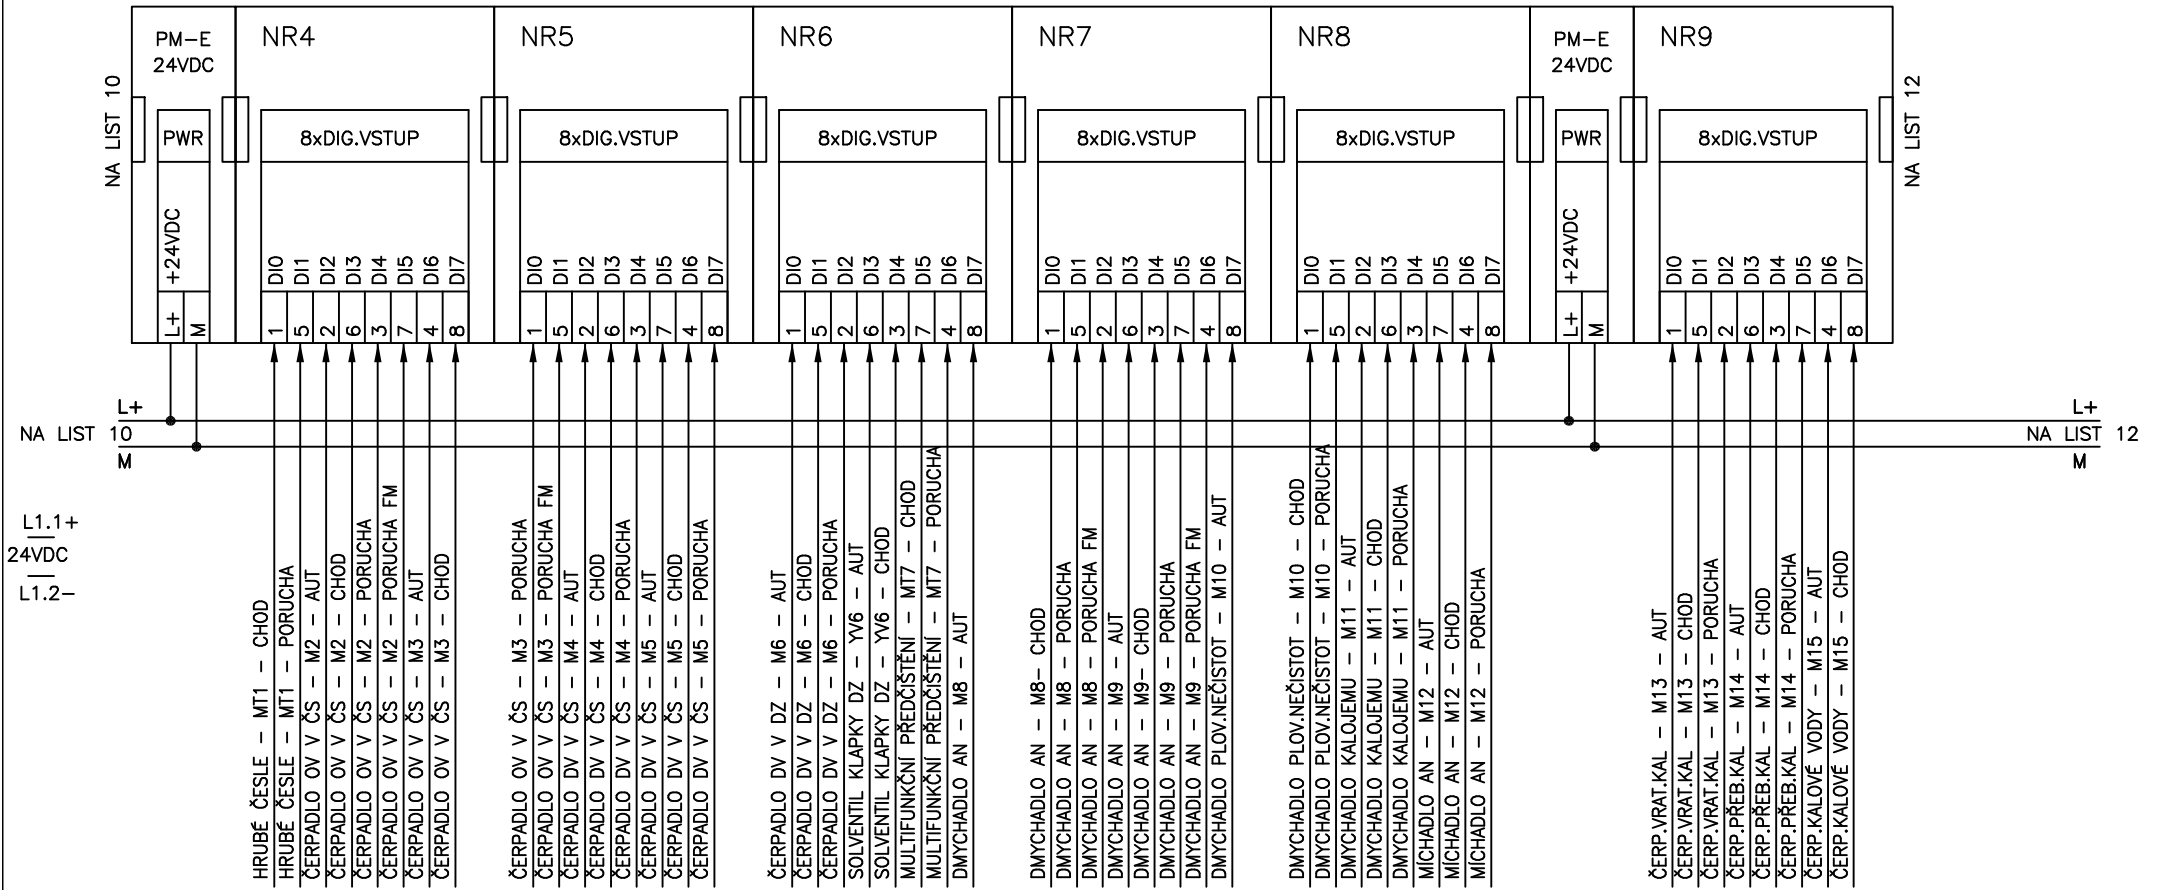 PM-E
24VDC
NR4
NR5
NR6
NR7
NR8
PM-E
24VDC
NR9
NA LIST 10
NA LIST 12
PWR
8xDIG.VSTUP
8xDIG.VSTUP
8xDIG.VSTUP
8xDIG.VSTUP
8xDIG.VSTUP
PWR
8xDIG.VSTUP
+24VDC
DI0 DI1 DI2 DI3 DI4 DI5 DI6 DI7
DI0 DI1 DI2 DI3 DI4 DI5 DI6 DI7
DI0 DI1 DI2 DI3 DI4 DI5 DI6 DI7
DI0 DI1 DI2 DI3 DI4 DI5 DI6 DI7
DI0 DI1 DI2 DI3 DI4 DI5 DI6 DI7
+24VDC
DI0 DI1 DI2 DI3 DI4 DI5 DI6 DI7
L+ M
1 5 2 6 3 7 4 8
1 5 2 6 3 7 4 8
1 5 2 6 3 7 4 8
1 5 2 6 3 7 4 8
1 5 2 6 3 7 4 8
L+ M
1 5 2 6 3 7 4 8
L+
NA LIST 10
M
L+
NA LIST 12
M
L1.1+
24VDC
L1.2-
HRUBÉ ČESLE - MT1 - CHOD
HRUBÉ ČESLE - MT1 - PORUCHA
ČERPADLO OV V ČS - M2 - AUT
ČERPADLO OV V ČS - M2 - CHOD
ČERPADLO OV V ČS - M2 - PORUCHA
ČERPADLO OV V ČS - M2 - PORUCHA FM
ČERPADLO OV V ČS - M3 - AUT
ČERPADLO OV V ČS - M3 - CHOD
ČERPADLO OV V ČS - M3 - PORUCHA
ČERPADLO OV V ČS - M3 - PORUCHA FM
ČERPADLO DV V ČS - M4 - AUT
ČERPADLO DV V ČS - M4 - CHOD
ČERPADLO DV V ČS - M4 - PORUCHA
ČERPADLO DV V ČS - M5 - AUT
ČERPADLO DV V ČS - M5 - CHOD
ČERPADLO DV V ČS - M5 - PORUCHA
ČERPADLO DV V DZ - M6 - AUT
ČERPADLO DV V DZ - M6 - CHOD
ČERPADLO DV V DZ - M6 - PORUCHA
SOLVENTIL KLAPKY DZ - YV6 - AUT
SOLVENTIL KLAPKY DZ - YV6 - CHOD
MULTIFUNKČNÍ PŘEDČIŠTĚNÍ - MT7 - CHOD
MULTIFUNKČNÍ PŘEDČIŠTĚNÍ - MT7 - PORUCHA
DMYCHADLO AN - M8 - AUT
DMYCHADLO AN - M8- CHOD
DMYCHADLO AN - M8 - PORUCHA
DMYCHADLO AN - M8 - PORUCHA FM
DMYCHADLO AN - M9 - AUT
DMYCHADLO AN - M9- CHOD
DMYCHADLO AN - M9 - PORUCHA
DMYCHADLO AN - M9 - PORUCHA FM
DMYCHADLO PLOV.NEČISTOT - M10 - AUT
DMYCHADLO PLOV.NEČISTOT - M10 - CHOD
DMYCHADLO PLOV.NEČISTOT - M10 - PORUCHA
DMYCHADLO KALOJEMU - M11 - AUT
DMYCHADLO KALOJEMU - M11 - CHOD
DMYCHADLO KALOJEMU - M11 - PORUCHA
MÍCHADLO AN - M12 - AUT
MÍCHADLO AN - M12 - CHOD
MÍCHADLO AN - M12 - PORUCHA
ČERP.VRAT.KAL - M13 - AUT
ČERP.VRAT.KAL - M13 - CHOD
ČERP.VRAT.KAL - M13 - PORUCHA
ČERP.PŘEB.KAL - M14 - AUT
ČERP.PŘEB.KAL - M14 - CHOD
ČERP.PŘEB.KAL - M14 - PORUCHA
ČERP.KALOVÉ VODY - M15 - AUT
ČERP.KALOVÉ VODY - M15 - CHOD